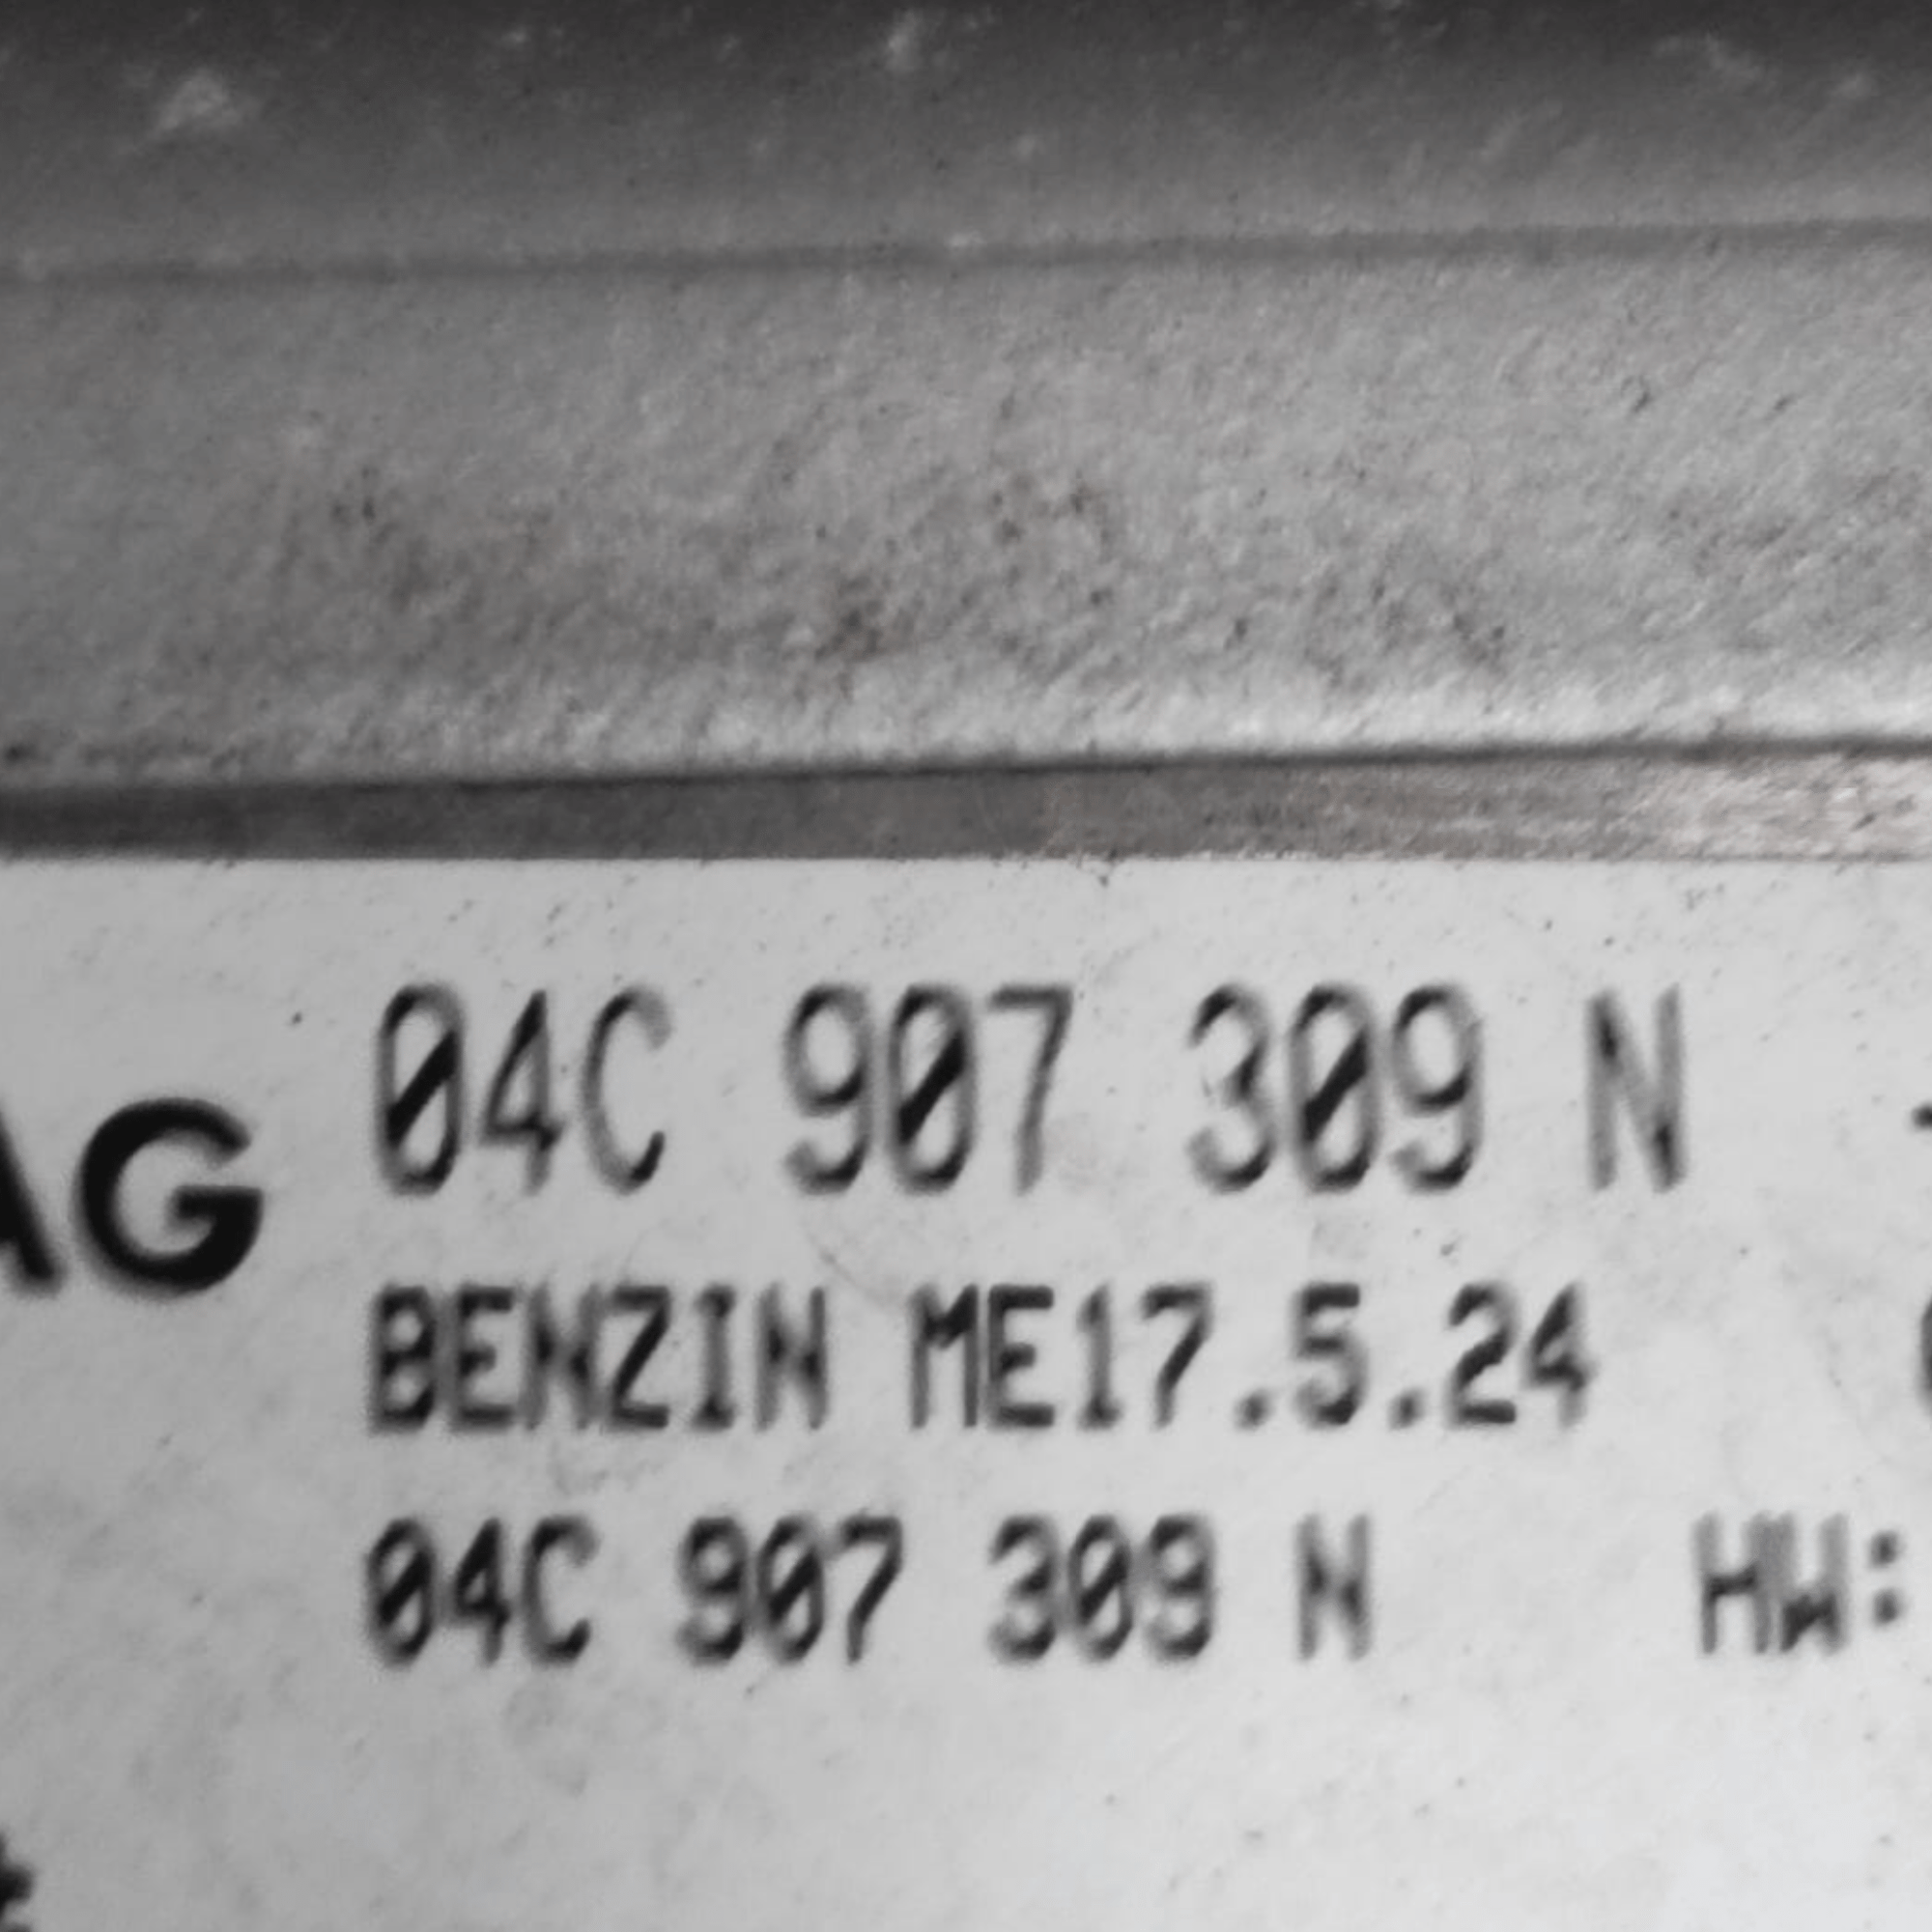 AG
04C 907 309 N
BENZIN ME17.5.24
04C 907 309 N HW: